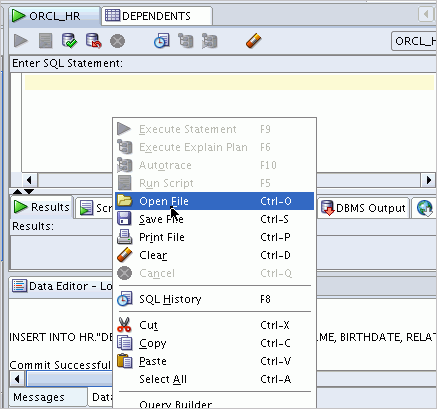 ORCL_HR DEPENDENTS
ORCL_H
Enter SQL Statement:
Execute Statement F9
Execute Explain Plan F6
Autotrace F10
Run Script F5
Open File Ctrl-O
Save File Ctrl-S
Print File Ctrl-P
Clear Ctrl-D
Cancel Ctrl-Q
SQL History F8
Cut Ctrl-X
Copy Ctrl-C
Paste Ctrl-V
Select All Ctrl-A
Query Builder
Results Scr DBMS Output
Results:
Data Editor - Lo
INSERT INTO HR."DE ME, BIRTHDATE, RELAT
Commit Successful
Messages Data